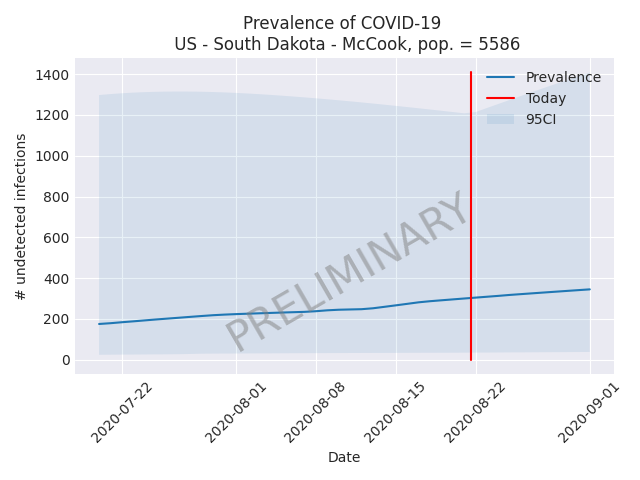 Prevalence of COVID-19
US - South Dakota - McCook, pop. = 5586
1400
1200
1000
800
600
400
200
0
# undetected infections
Prevalence
Today
95CI
PRELIMINARY
2020-07-22
2020-08-01
2020-08-08
2020-08-15
2020-08-22
2020-09-01
Date